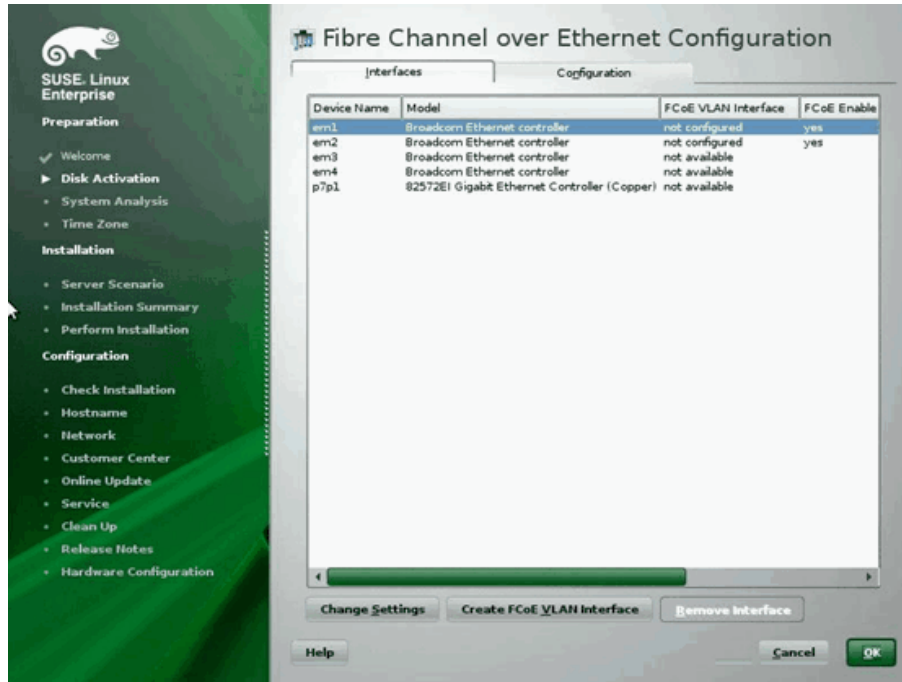 SUSE. Linux
Enterprise
Preparation
Welcome
Disk Activation
System Analysis
Time Zone
Installation
Server Scenario
Installation Summary
Perform Installation
Configuration
Check Installation
Hostname
Network
Customer Center
Online Update
Service
Clean Up
Release Notes
Hardware Configuration
Fibre Channel over Ethernet Configuration
Interfaces Configuration
Device Name Model FCoE VLAN Interface FCoE Enable
em1 Broadcom Ethernet controller not configured yes
em2 Broadcom Ethernet controller not configured yes
em3 Broadcom Ethernet controller not available
em4 Broadcom Ethernet controller not available
p7p1 82572EI Gigabit Ethernet Controller (Copper) not available
Change Settings Create FCoE VLAN Interface Remove Interface
Help Cancel OK